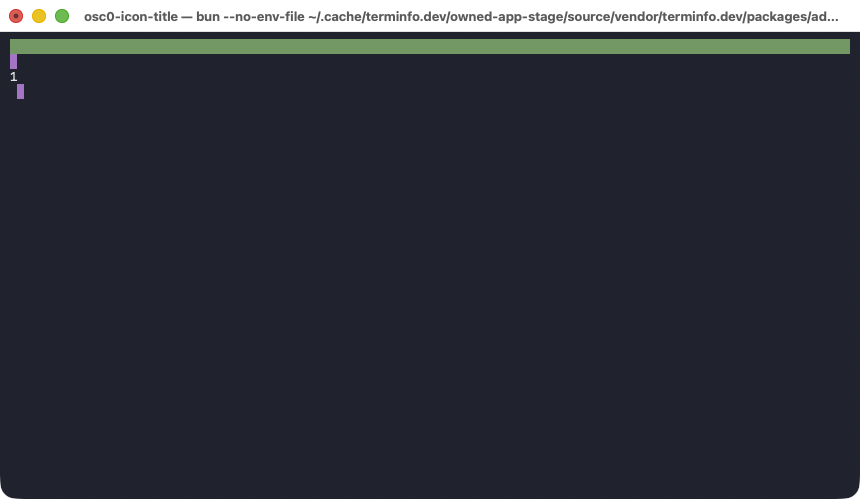 osc0-icon-title — bun --no-env-file ~/.cache/terminfo.dev/owned-app-stage/source/vendor/terminfo.dev/packages/ad...
1